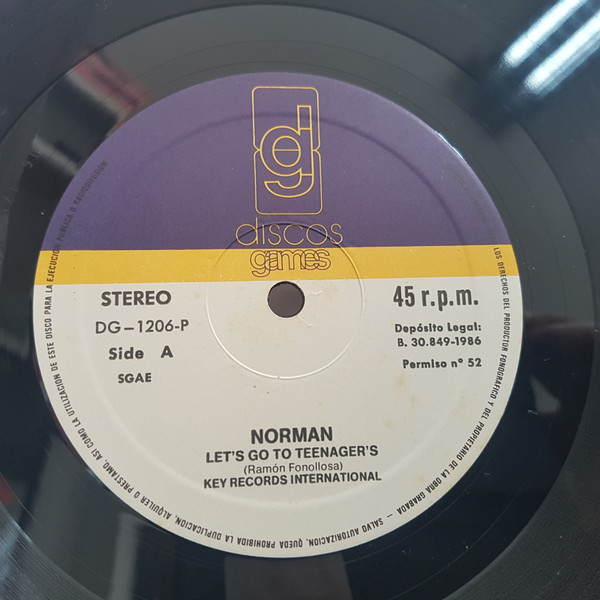 dg
discos
games
STEREO
45 r.p.m.
DG-1206-P
Side A
SGAE
Depósito Legal:
B. 30.849-1986
Permiso nº 52
NORMAN
LET'S GO TO TEENAGER'S
(Ramón Fonollosa)
KEY RECORDS INTERNATIONAL
LOS DERECHOS DEL PRODUCTOR FONOGRAFICO Y DEL PROPIETARIO DE LA OBRA GRABADA - SALVO AUTORIZACION, QUEDA PROHIBIDA LA DUPLICACION, ALQUILER O PRESTAMO, ASI COMO LA UTILIZACION DE ESTE DISCO PARA LA EJECUCION PUBLICA O RADIODIFUSION